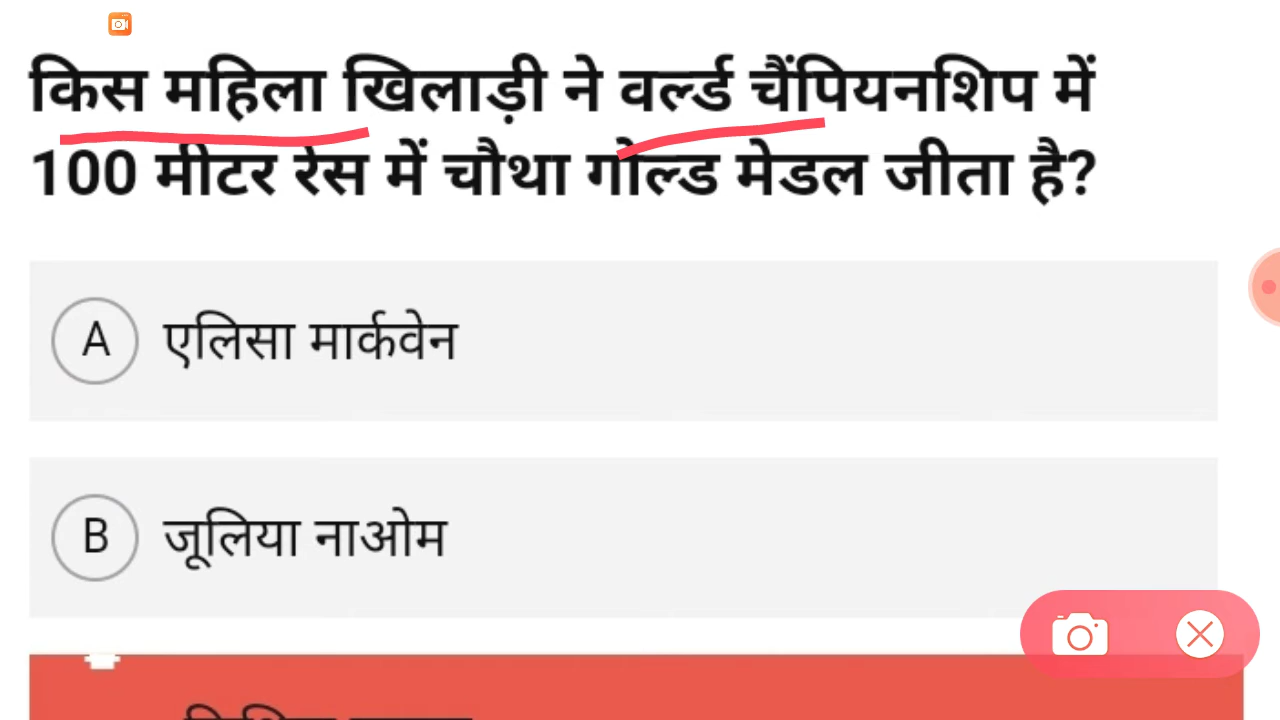 किस महिला खिलाड़ी ने वर्ल्ड चैंपियनशिप में
100 मीटर रेस में चौथा गोल्ड मेडल जीता है?
A एलिसा मार्कवेन
B जूलिया नाओम